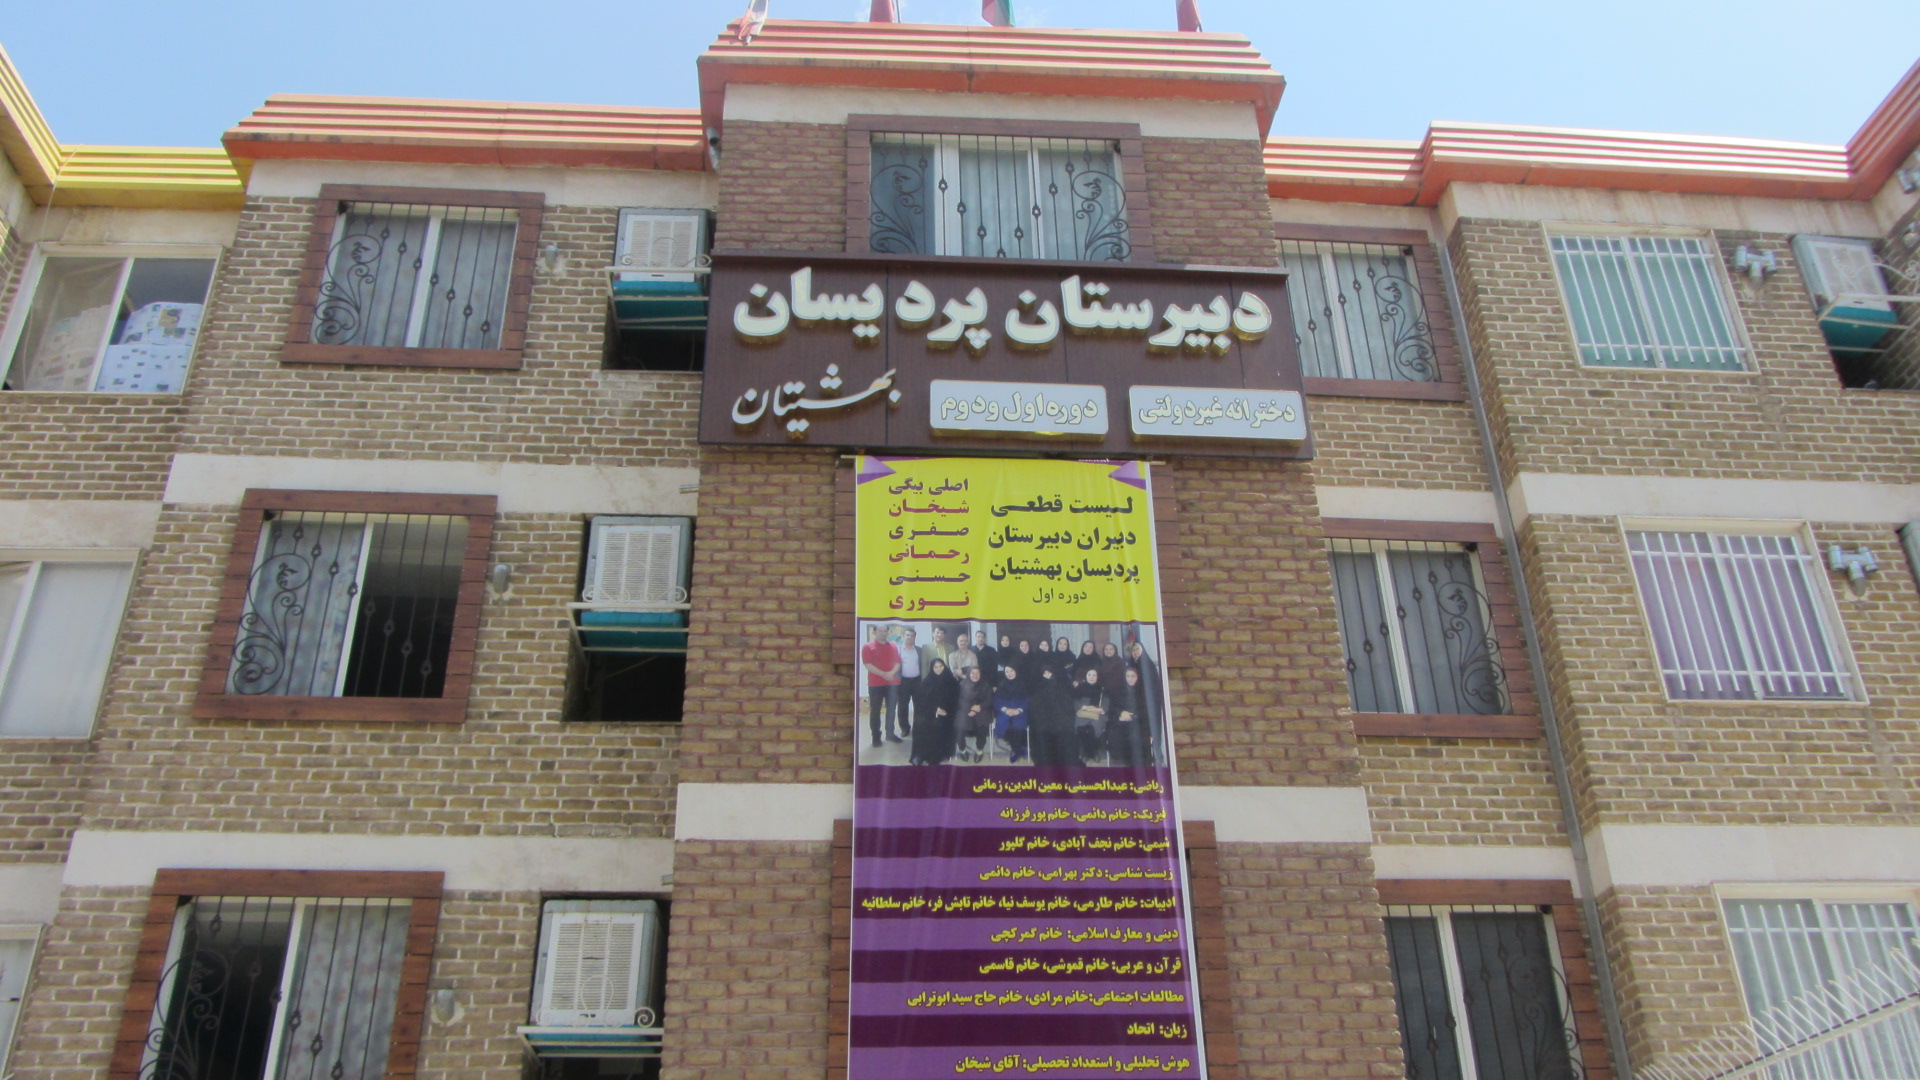 دبیرستان پردیسان
دخترانه غیردولتی
دوره اول و دوم
بهشتیان
لیست قطعی
دبیران دبیرستان
پردیسان بهشتیان
دوره اول
اصلی بیگی
شیخان
صفری
رحمانی
حسنی
نوری
ریاضی: عبدالحسینی، معین الدین، زمانی
فیزیک: خانم دائمی، خانم پورفرزانه
شیمی: خانم نجف آبادی، خانم گلپور
زیست شناسی: دکتر بهرامی، خانم دائمی
ادبیات: خانم طارمی، خانم یوسف نیا، خانم تابش فر، خانم سلطانیه
دینی و معارف اسلامی: خانم گمرکچی
قرآن و عربی: خانم قموشی، خانم قاسمی
مطالعات اجتماعی: خانم مرادی، خانم حاج سید ابوترابی
زبان: اتحاد
هوش تحلیلی و استعداد تحصیلی: آقای شیخان